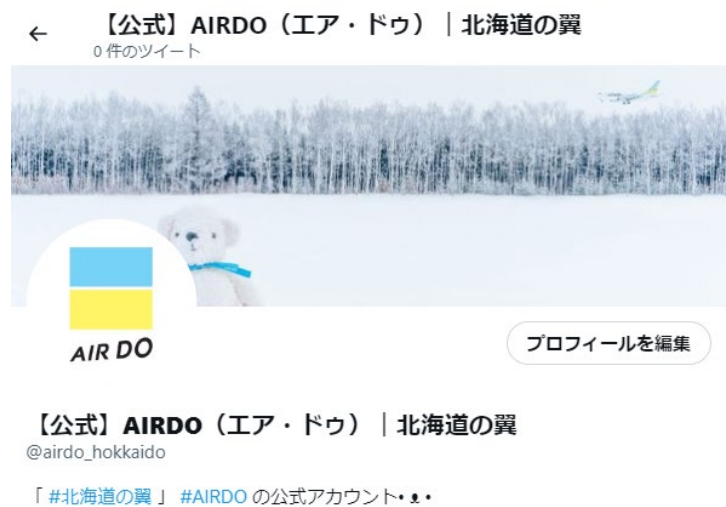 ← 【公式】AIRDO（エア・ドゥ）｜北海道の翼
0 件のツイート
AIR DO
プロフィールを編集
【公式】AIRDO（エア・ドゥ）｜北海道の翼
@airdo_hokkaido
「 #北海道の翼 」 #AIRDO の公式アカウント• ᴥ •